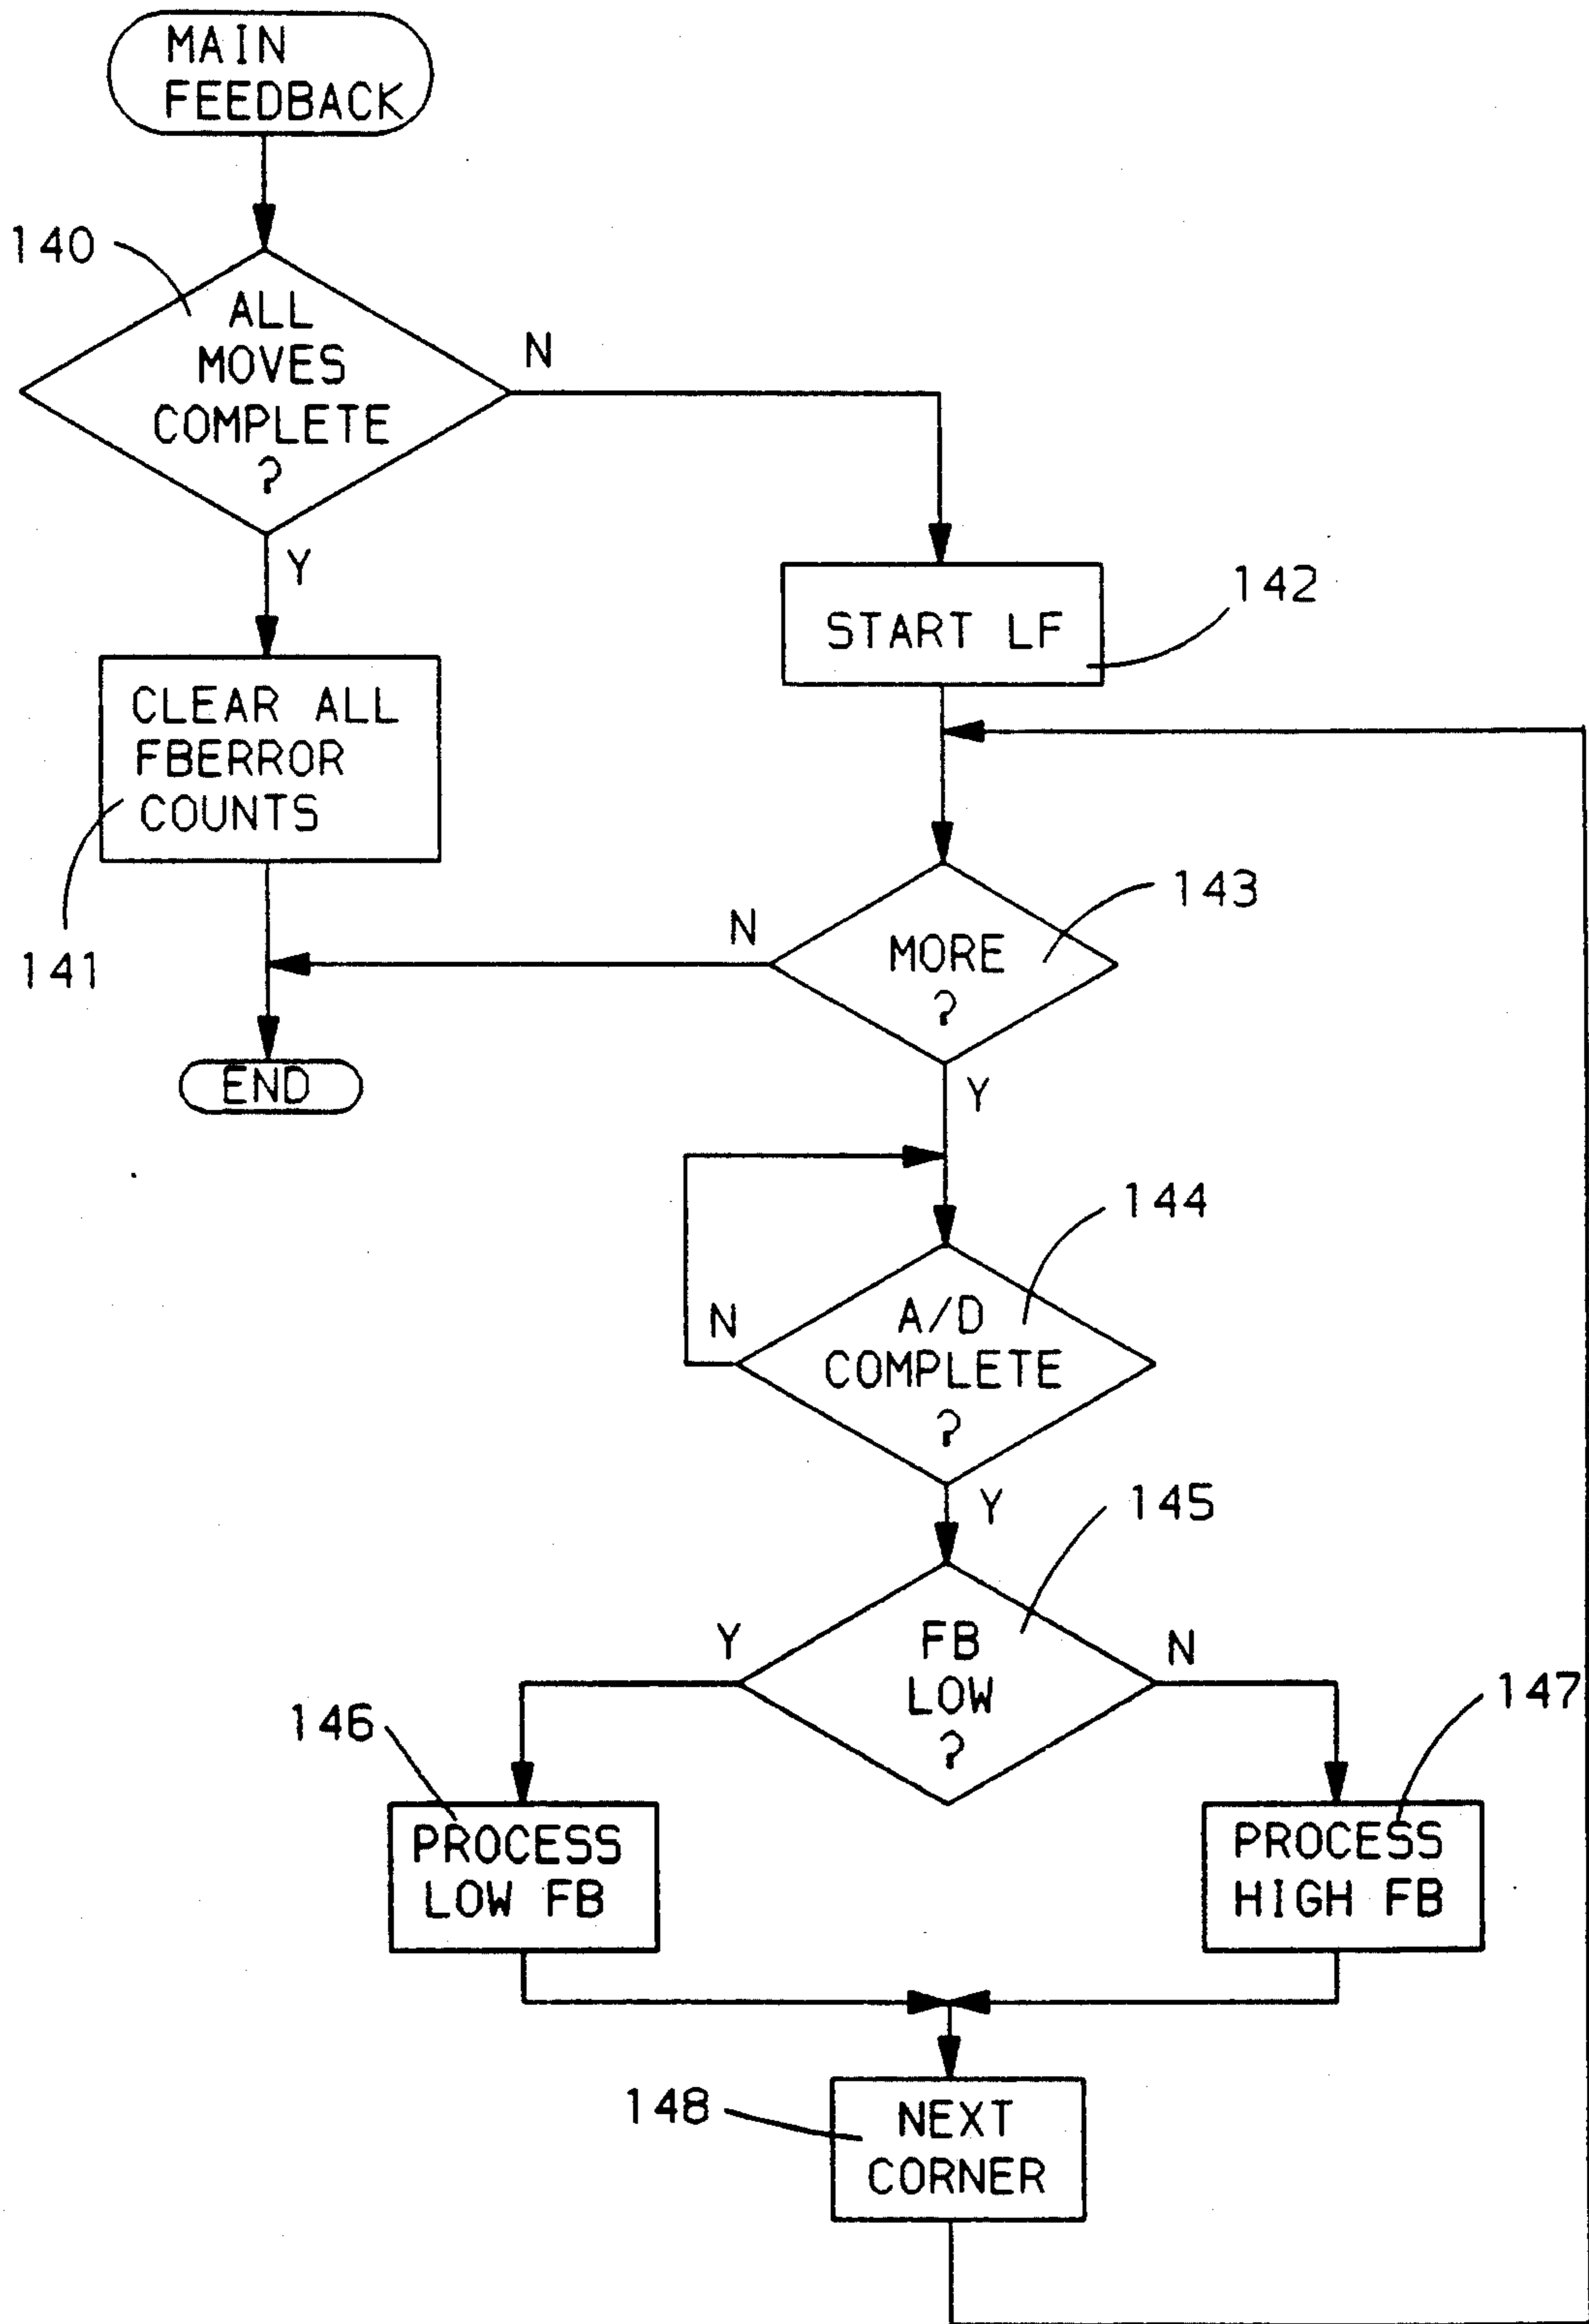 MAIN
FEEDBACK
140
ALL
MOVES
COMPLETE
?
N
Y
142
START LF
CLEAR ALL
FBERROR
COUNTS
141
143
N
MORE
?
END
Y
144
N
A/D
COMPLETE
?
Y
145
Y
FB
LOW
?
N
146
147
PROCESS
LOW FB
PROCESS
HIGH FB
148
NEXT
CORNER